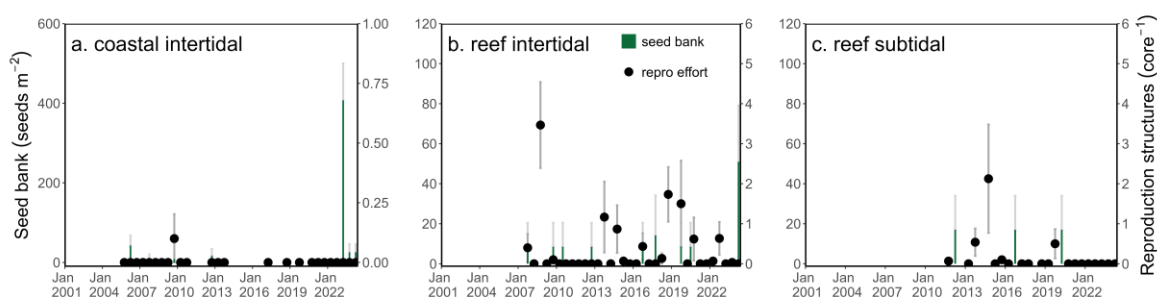 Seed bank (seeds m⁻²)
600
400
200
0
a. coastal intertidal
1.00
0.75
0.50
0.25
0.00
Jan 2001
Jan 2004
Jan 2007
Jan 2010
Jan 2013
Jan 2016
Jan 2019
Jan 2022
120
100
80
60
40
20
0
b. reef intertidal
seed bank
repro effort
6
5
4
3
2
1
0
Jan 2001
Jan 2004
Jan 2007
Jan 2010
Jan 2013
Jan 2016
Jan 2019
Jan 2022
120
100
80
60
40
20
0
c. reef subtidal
6
5
4
3
2
1
0
Jan 2001
Jan 2004
Jan 2007
Jan 2010
Jan 2013
Jan 2016
Jan 2019
Jan 2022
Reproduction structures (core⁻¹)